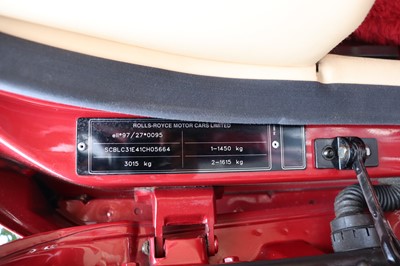 ROLLS-ROYCE MOTOR CARS LIMITED
e11*97/27*0095
SCBLC31E41CH05664 1-1450 kg
3015 kg 2-1615 kg